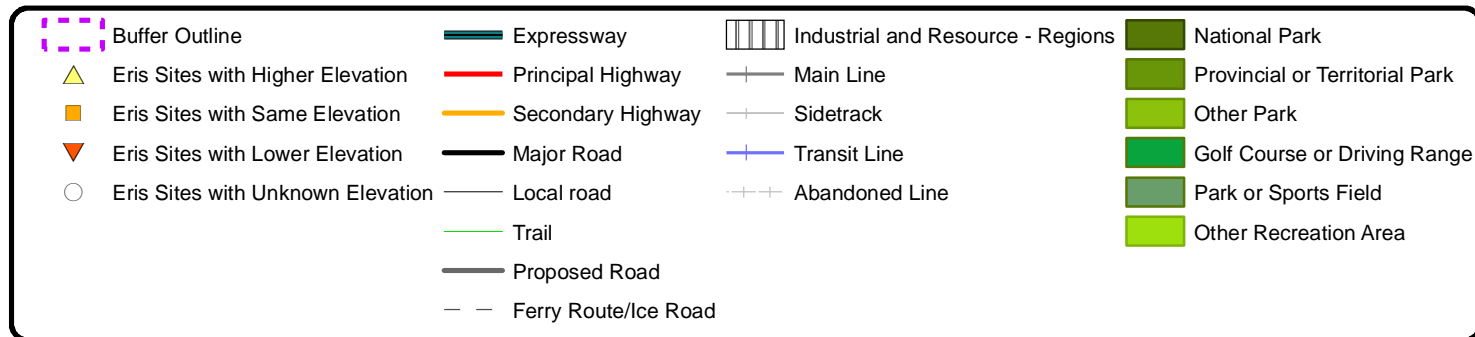 Buffer Outline
Eris Sites with Higher Elevation
Eris Sites with Same Elevation
Eris Sites with Lower Elevation
Eris Sites with Unknown Elevation
Expressway
Principal Highway
Secondary Highway
Major Road
Local road
Trail
Proposed Road
Ferry Route/Ice Road
Industrial and Resource - Regions
Main Line
Sidetrack
Transit Line
Abandoned Line
National Park
Provincial or Territorial Park
Other Park
Golf Course or Driving Range
Park or Sports Field
Other Recreation Area